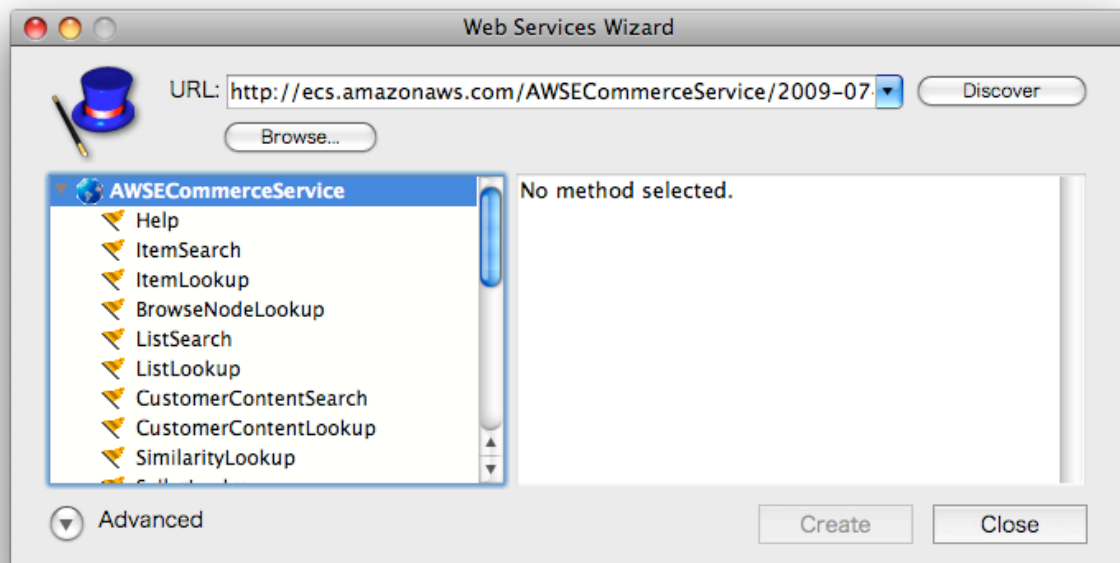 Web Services Wizard
URL: http://ecs.amazonaws.com/AWSECommerceService/2009-07- Discover
Browse...
AWSECommerceService
No method selected.
Help
ItemSearch
ItemLookup
BrowseNodeLookup
ListSearch
ListLookup
CustomerContentSearch
CustomerContentLookup
SimilarityLookup
Advanced
Create
Close